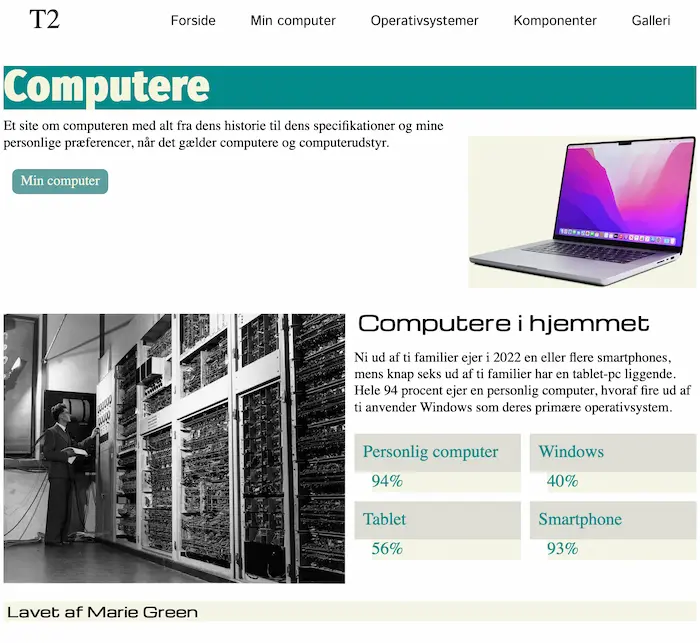 T2
Forside
Min computer
Operativsystemer
Komponenter
Galleri
Computere
Et site om computeren med alt fra dens historie til dens specifikationer og mine
personlige præferencer, når det gælder computere og computerudstyr.
Min computer
Computere i hjemmet
Ni ud af ti familier ejer i 2022 en eller flere smartphones,
mens knap seks ud af ti familier har en tablet-pc liggende.
Hele 94 procent ejer en personlig computer, hvoraf fire ud af
ti anvender Windows som deres primære operativsystem.
Personlig computer
94%
Windows
40%
Tablet
56%
Smartphone
93%
Lavet af Marie Green